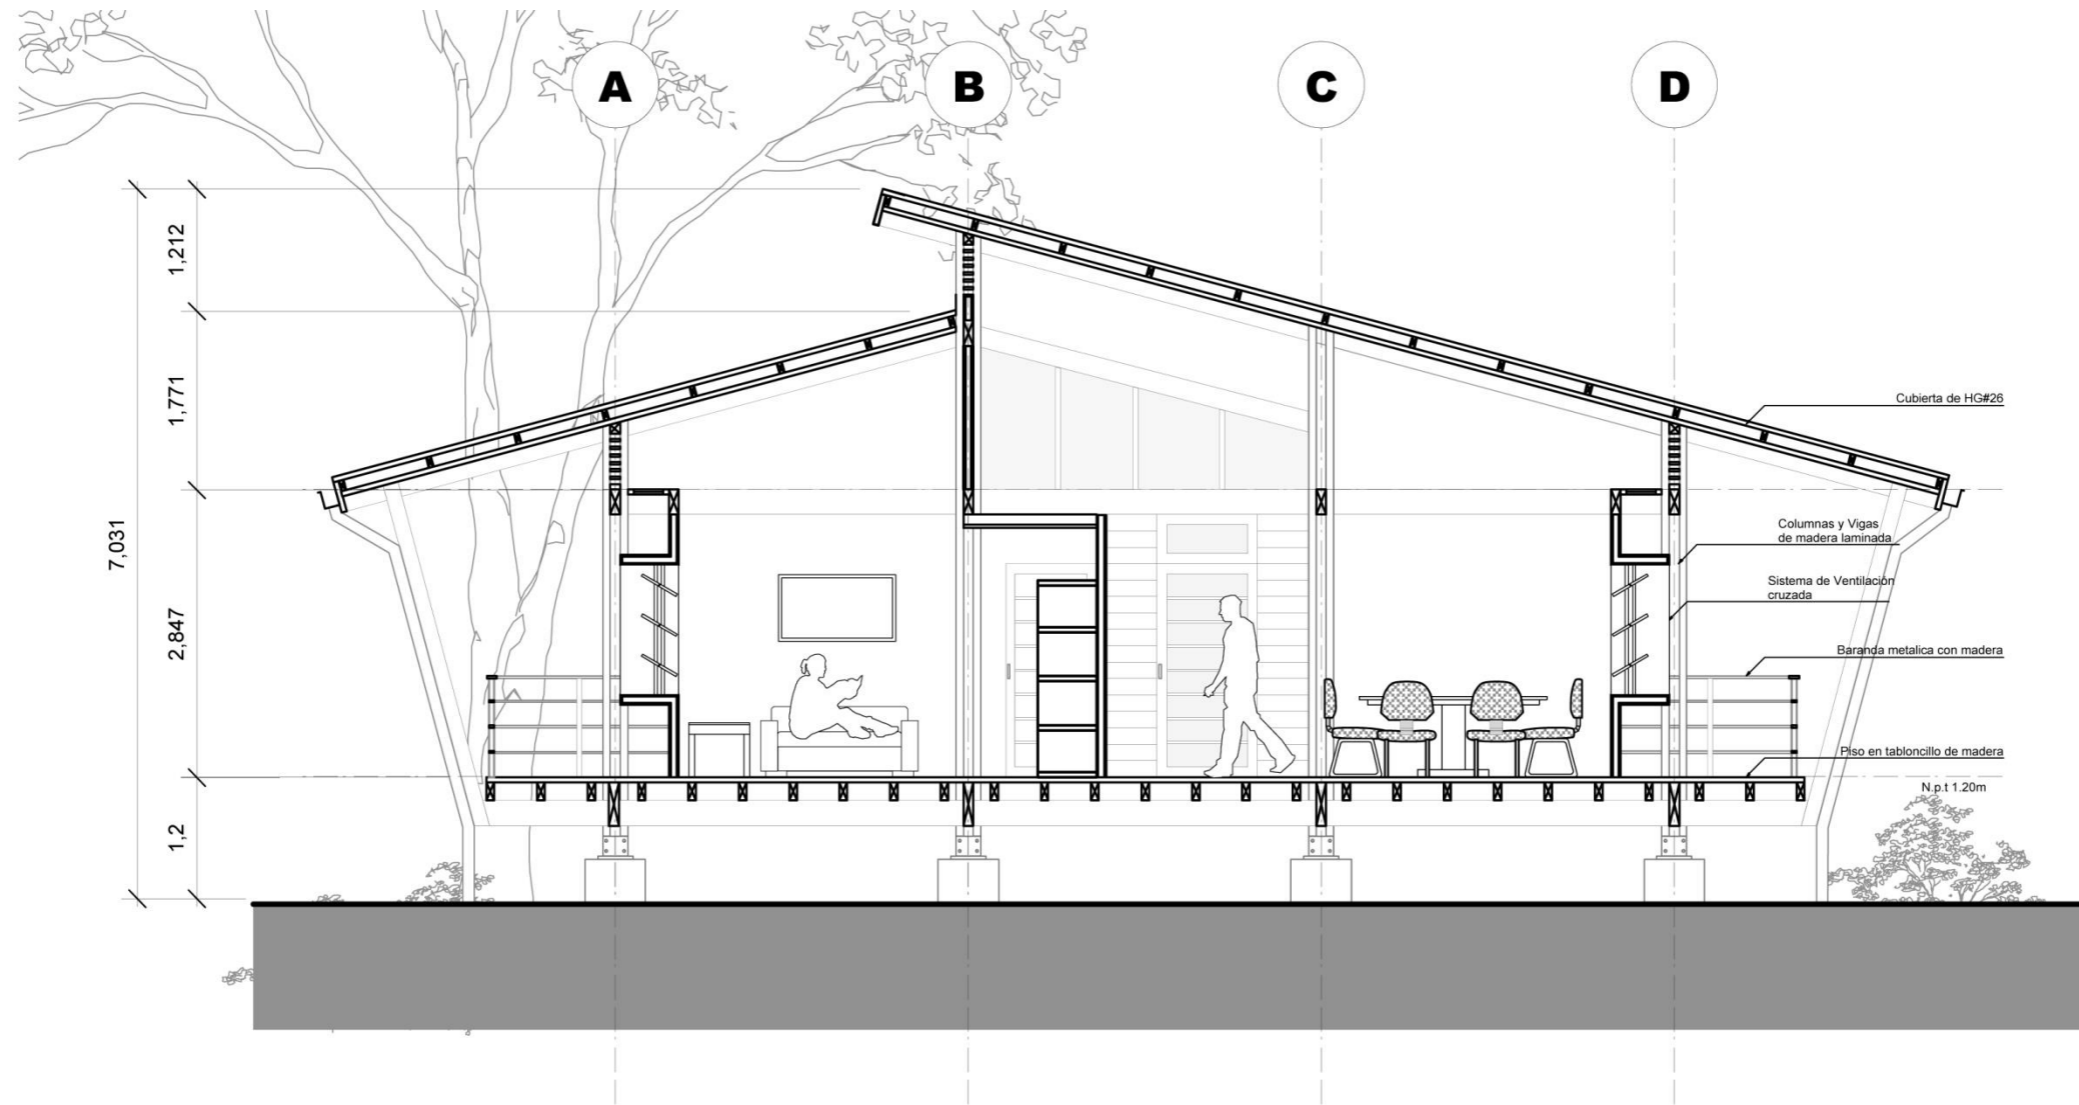 A
B
C
D
1,212
1,771
7,031
2,847
1,2
Cubierta de HG#26
Columnas y Vigas
de madera laminada
Sistema de Ventilación
cruzada
Baranda metalica con madera
Piso en tabloncillo de madera
N.p.t 1.20m